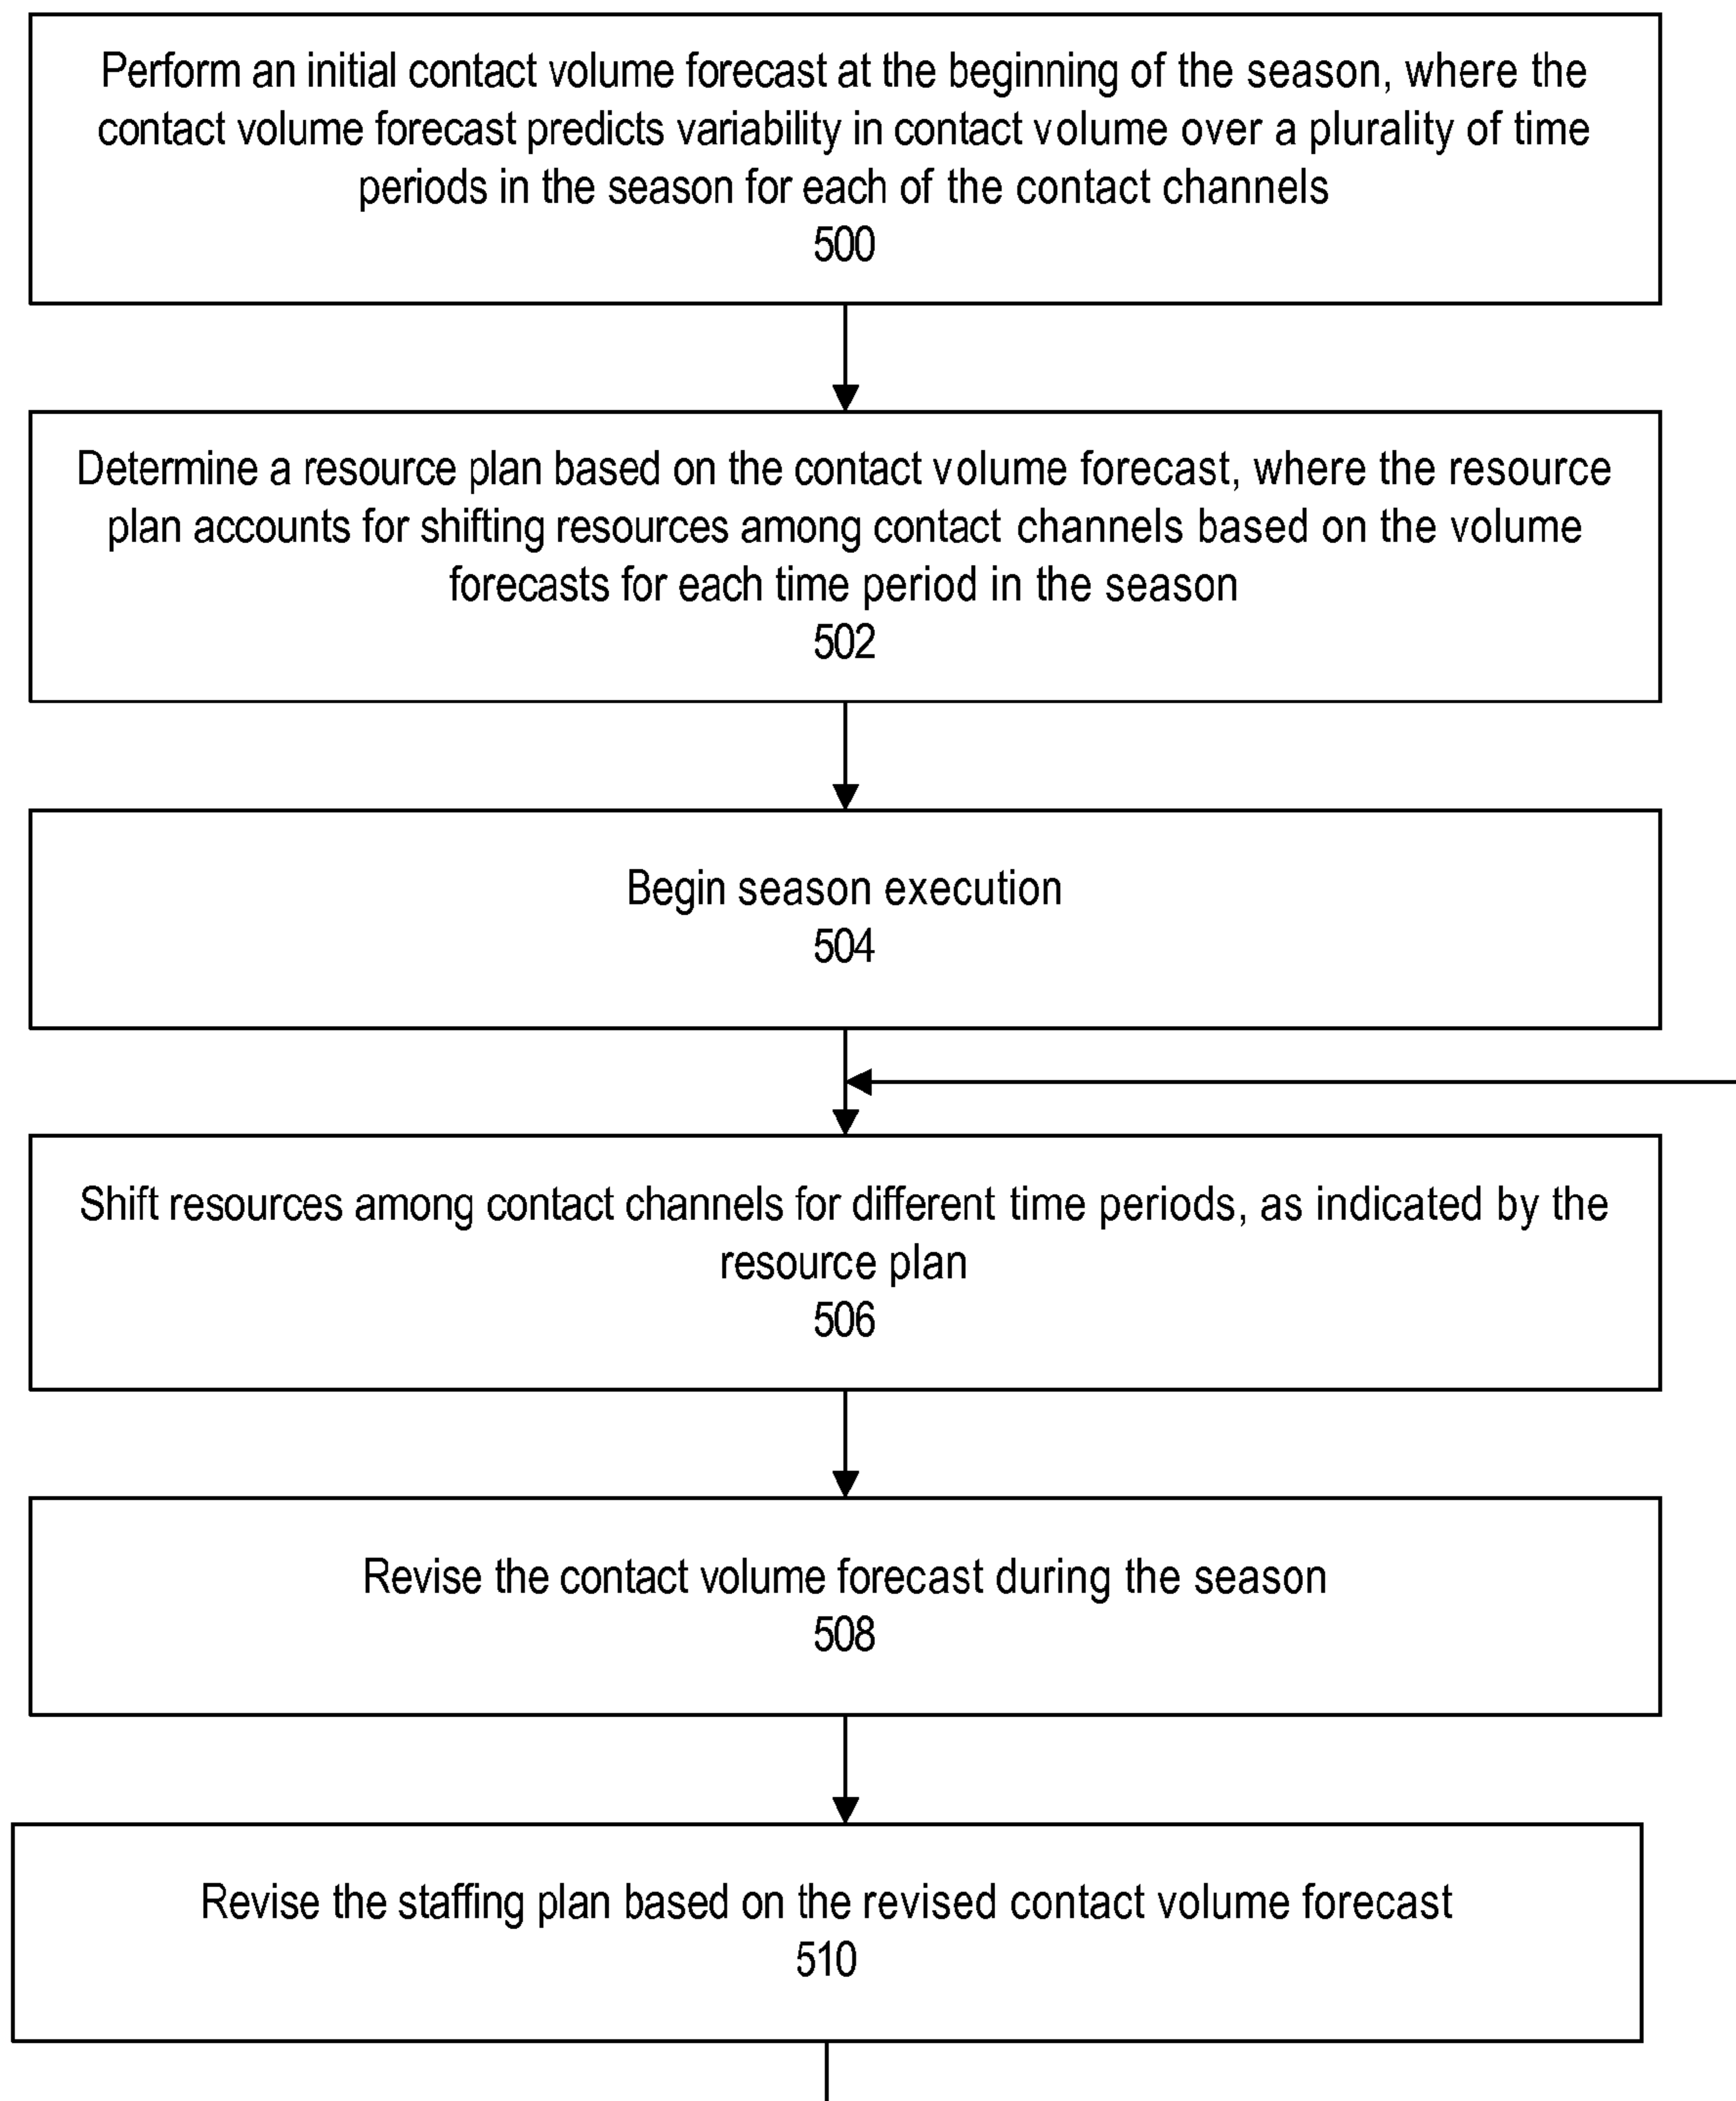 Perform an initial contact volume forecast at the beginning of the season, where the
contact volume forecast predicts variability in contact volume over a plurality of time
periods in the season for each of the contact channels
500
Determine a resource plan based on the contact volume forecast, where the resource
plan accounts for shifting resources among contact channels based on the volume
forecasts for each time period in the season
502
Begin season execution
504
Shift resources among contact channels for different time periods, as indicated by the
resource plan
506
Revise the contact volume forecast during the season
508
Revise the staffing plan based on the revised contact volume forecast
510